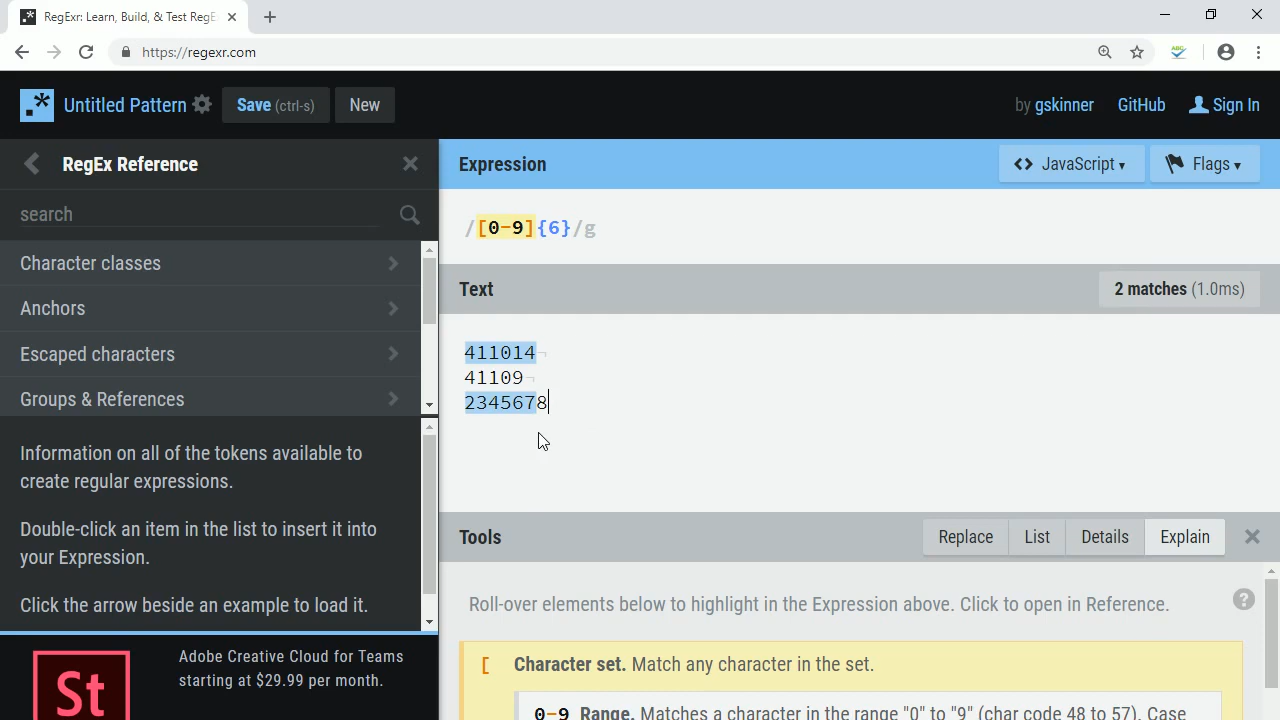 RegExr: Learn, Build, & Test RegE
https://regexr.com
ABC
.*
Untitled Pattern
Save (ctrl-s)
New
by gskinner
GitHub
Sign In
RegEx Reference
Expression
<> JavaScript ▾
Flags ▾
search
/[0-9]{6}/g
Character classes
Anchors
Escaped characters
Groups & References
Text
2 matches (1.0ms)
411014
41109
2345678
Information on all of the tokens available to
create regular expressions.
Double-click an item in the list to insert it into
your Expression.
Click the arrow beside an example to load it.
Tools
Replace
List
Details
Explain
Roll-over elements below to highlight in the Expression above. Click to open in Reference.
?
[ Character set. Match any character in the set.
0-9 Range. Matches a character in the range "0" to "9" (char code 48 to 57). Case
St
Adobe Creative Cloud for Teams
starting at $29.99 per month.